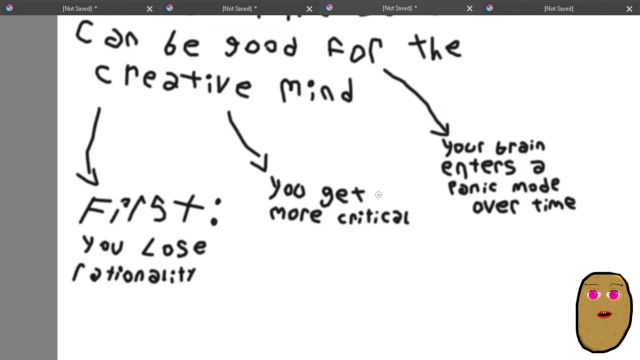 [Not Saved] *
[Not Saved] *
[Not Saved] *
[Not Saved]
can be good for the
creative mind
First:
you lose
rationality
you get
more critical
your brain
enters a
panic mode
over time